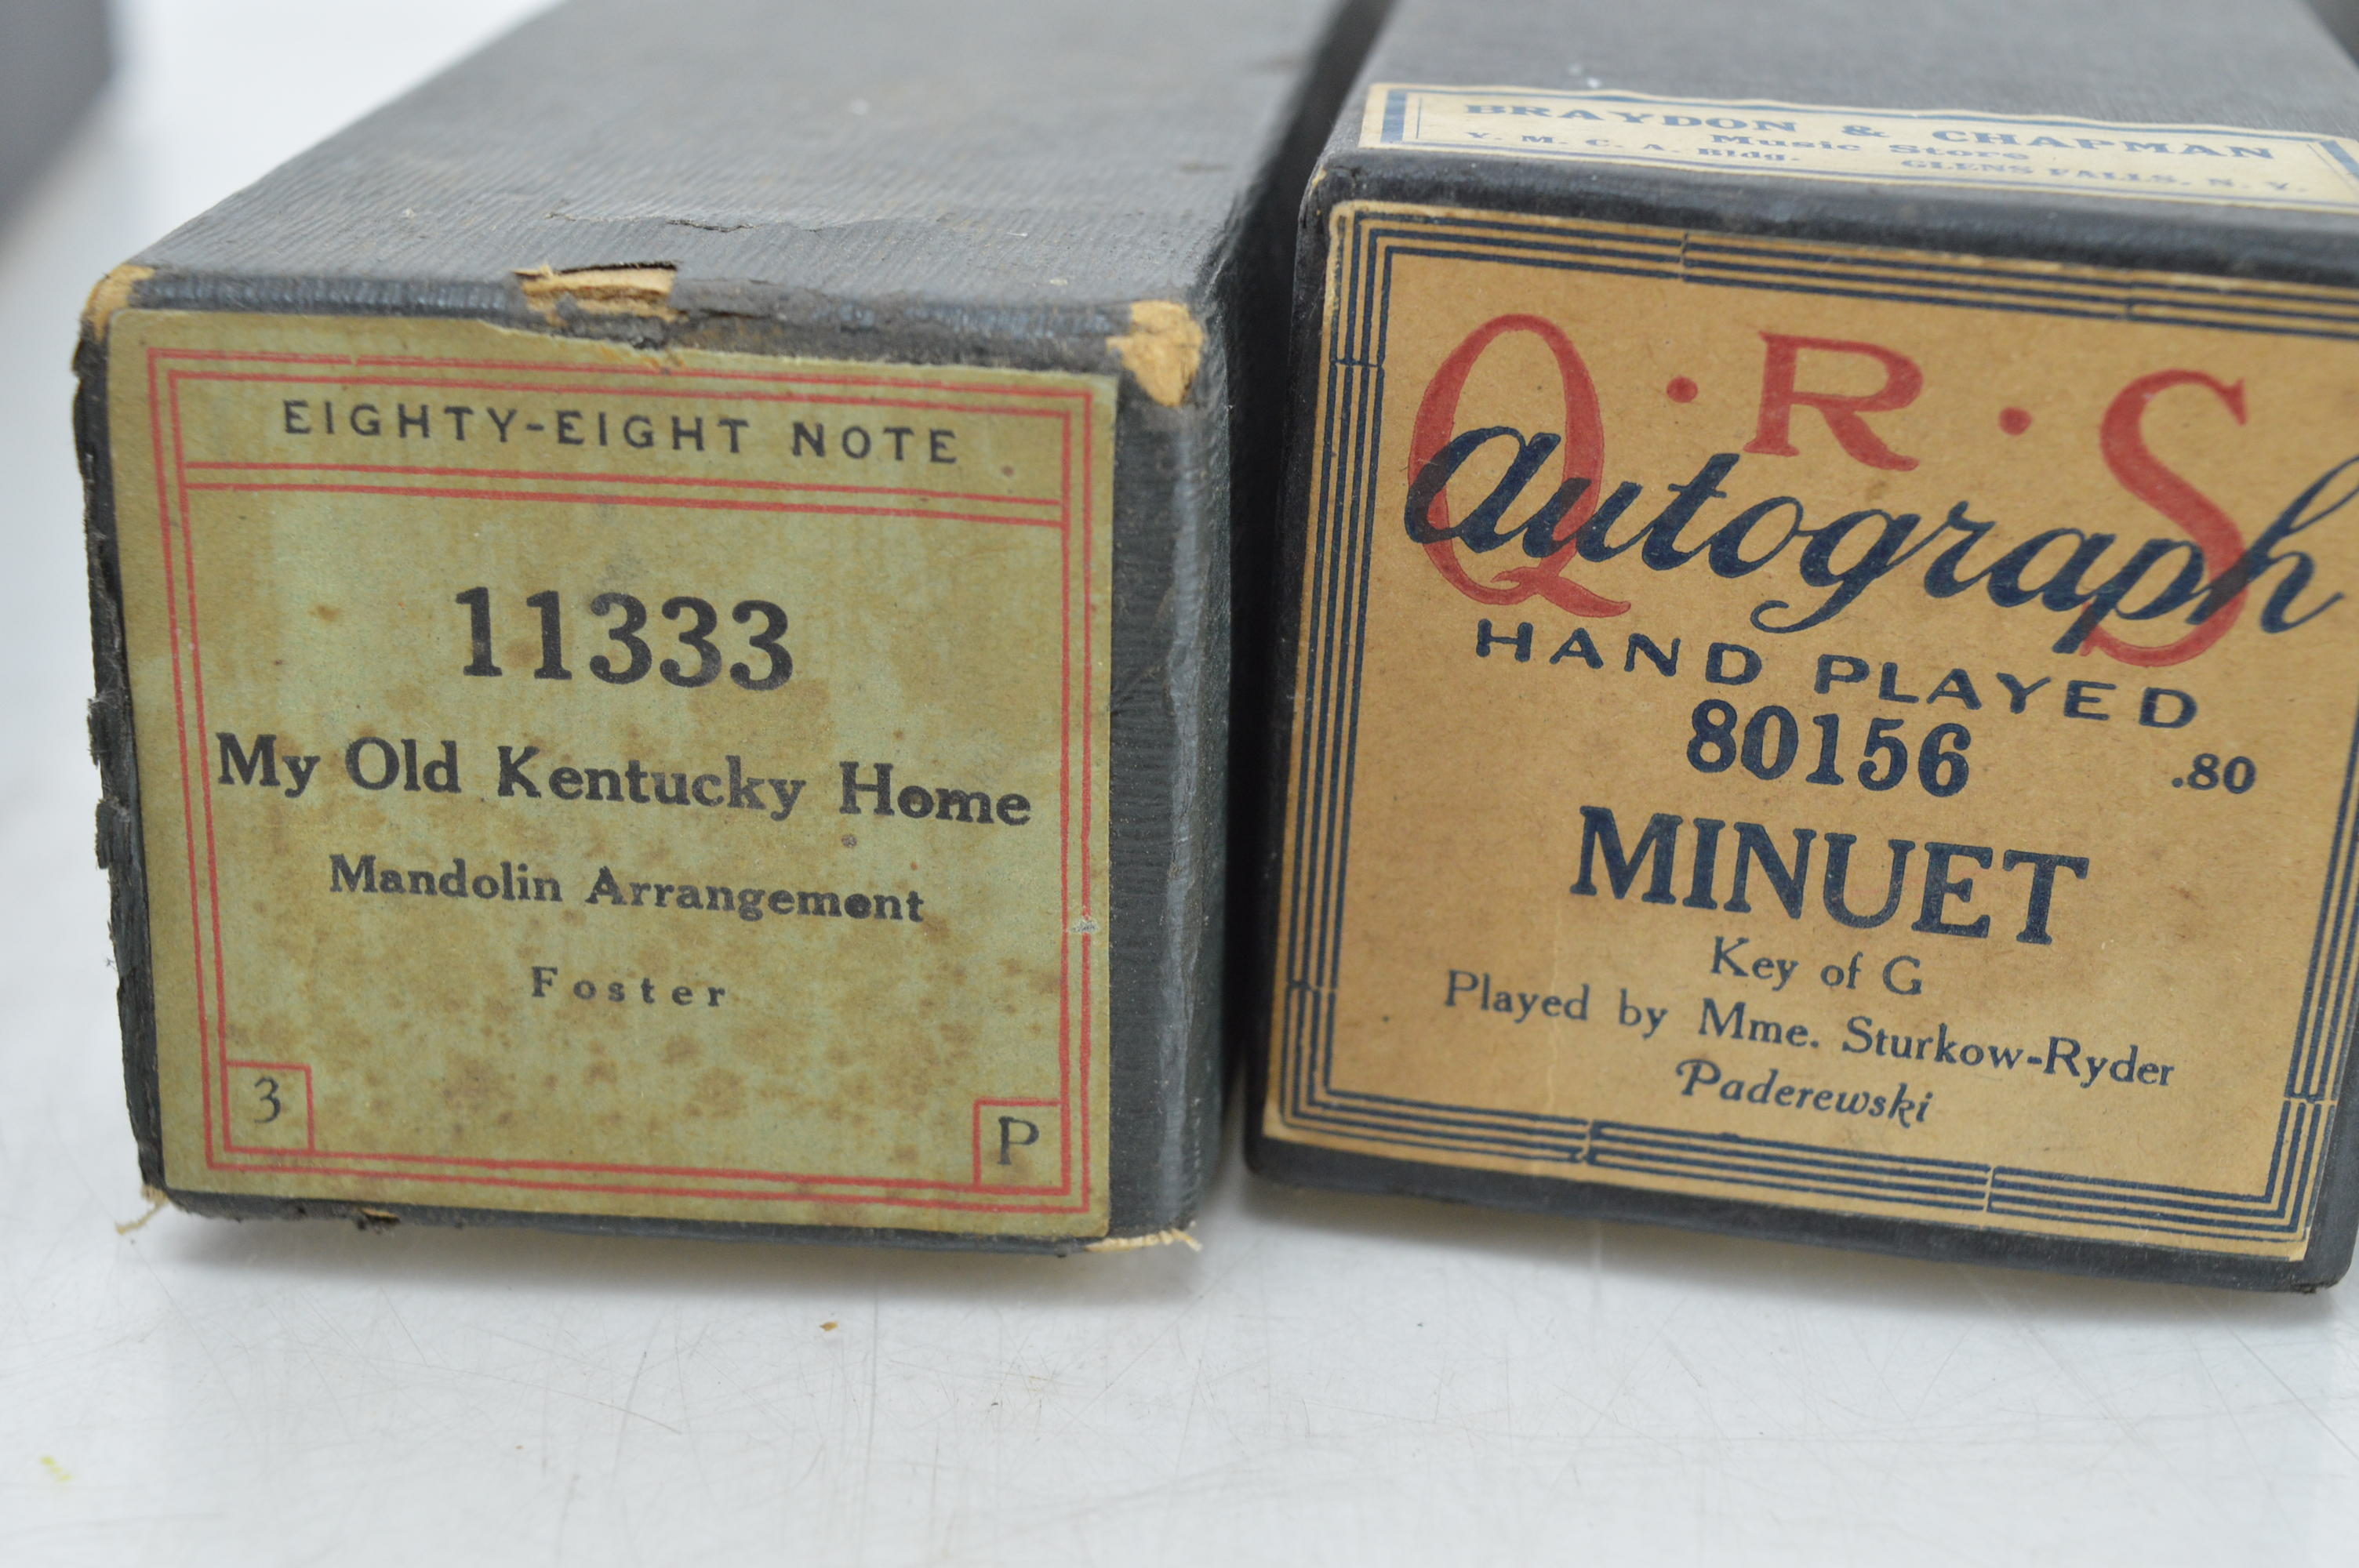 EIGHTY-EIGHT NOTE
11333
My Old Kentucky Home
Mandolin Arrangement
Foster
3
P
BRAYDON & CHAPMAN
Music Store
Y. M. C. A. Bldg. GLENS FALLS, N. Y.
Q·R·S
autograph
HAND PLAYED
80156 .80
MINUET
Key of G
Played by Mme. Sturkow-Ryder
Paderewski